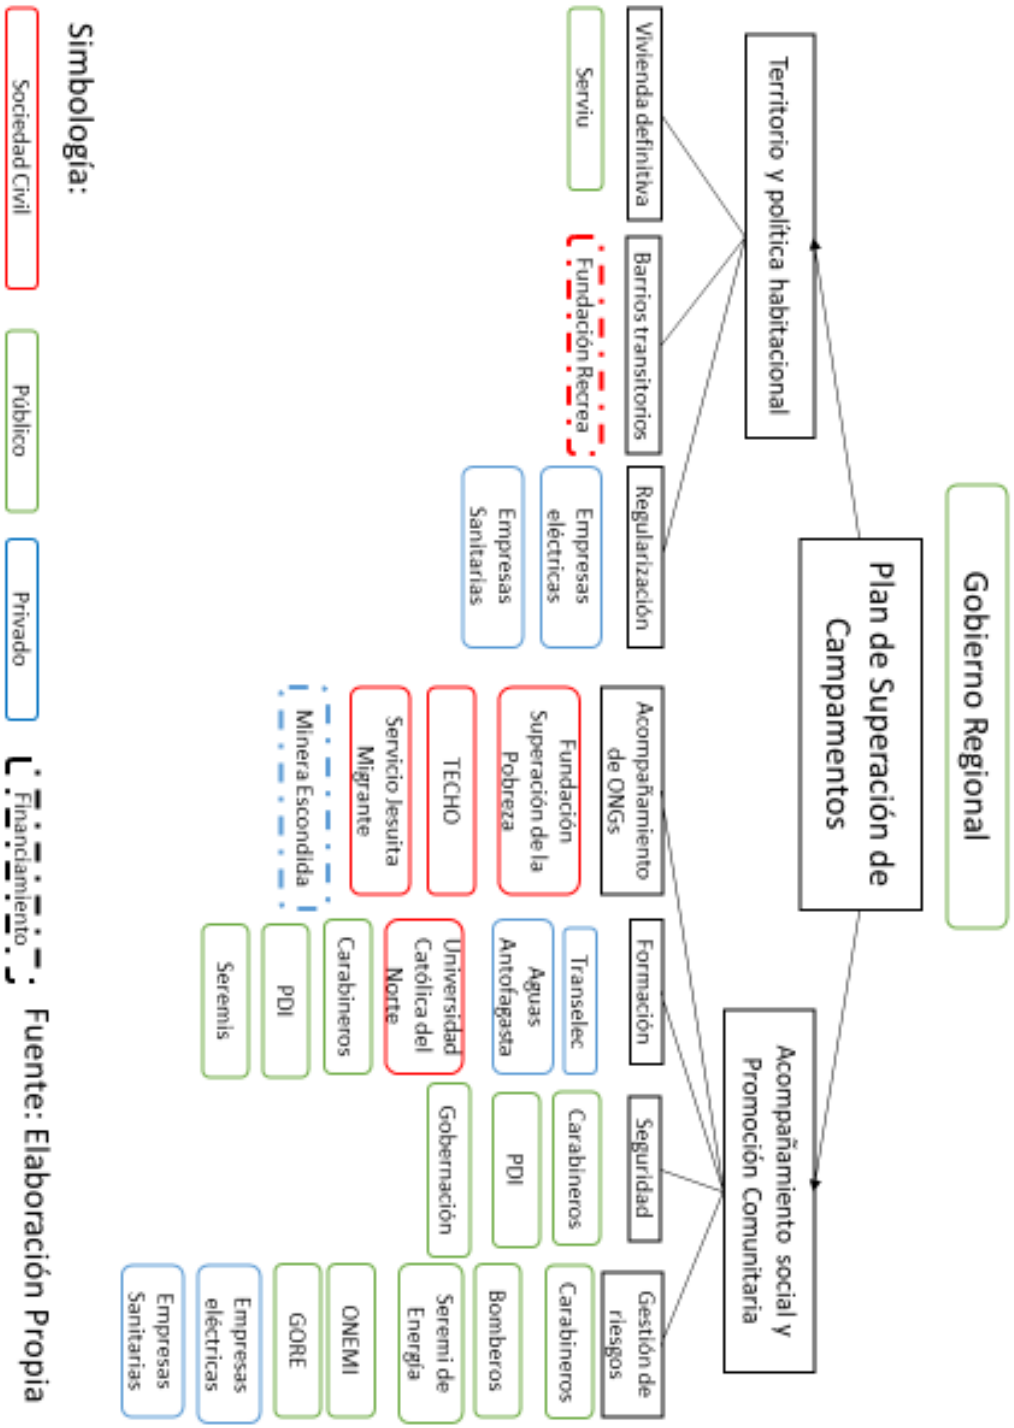 Gobierno Regional
Plan de Superación de
Campamentos
Territorio y política habitacional
Acompañamiento social y
Promoción Comunitaria
Vivienda definitiva
Serviu
Barrios transitorios
Fundación Recrea
Regularización
Empresas
eléctricas
Empresas
Sanitarias
Acompañamiento
de ONGs
Fundación
Superación de la
Pobreza
TECHO
Servicio Jesuita
Migrante
Minera Escondida
Formación
Transelec
Aguas
Antofagasta
Universidad
Católica del
Norte
Carabineros
PDI
Seremis
Seguridad
Carabineros
PDI
Gobernación
Gestión de
riesgos
Carabineros
Bomberos
Seremi de
Energía
ONEMI
GORE
Empresas
eléctricas
Empresas
Sanitarias
Simbología:
Sociedad Civil
Público
Privado
Financiamiento
Fuente: Elaboración Propia